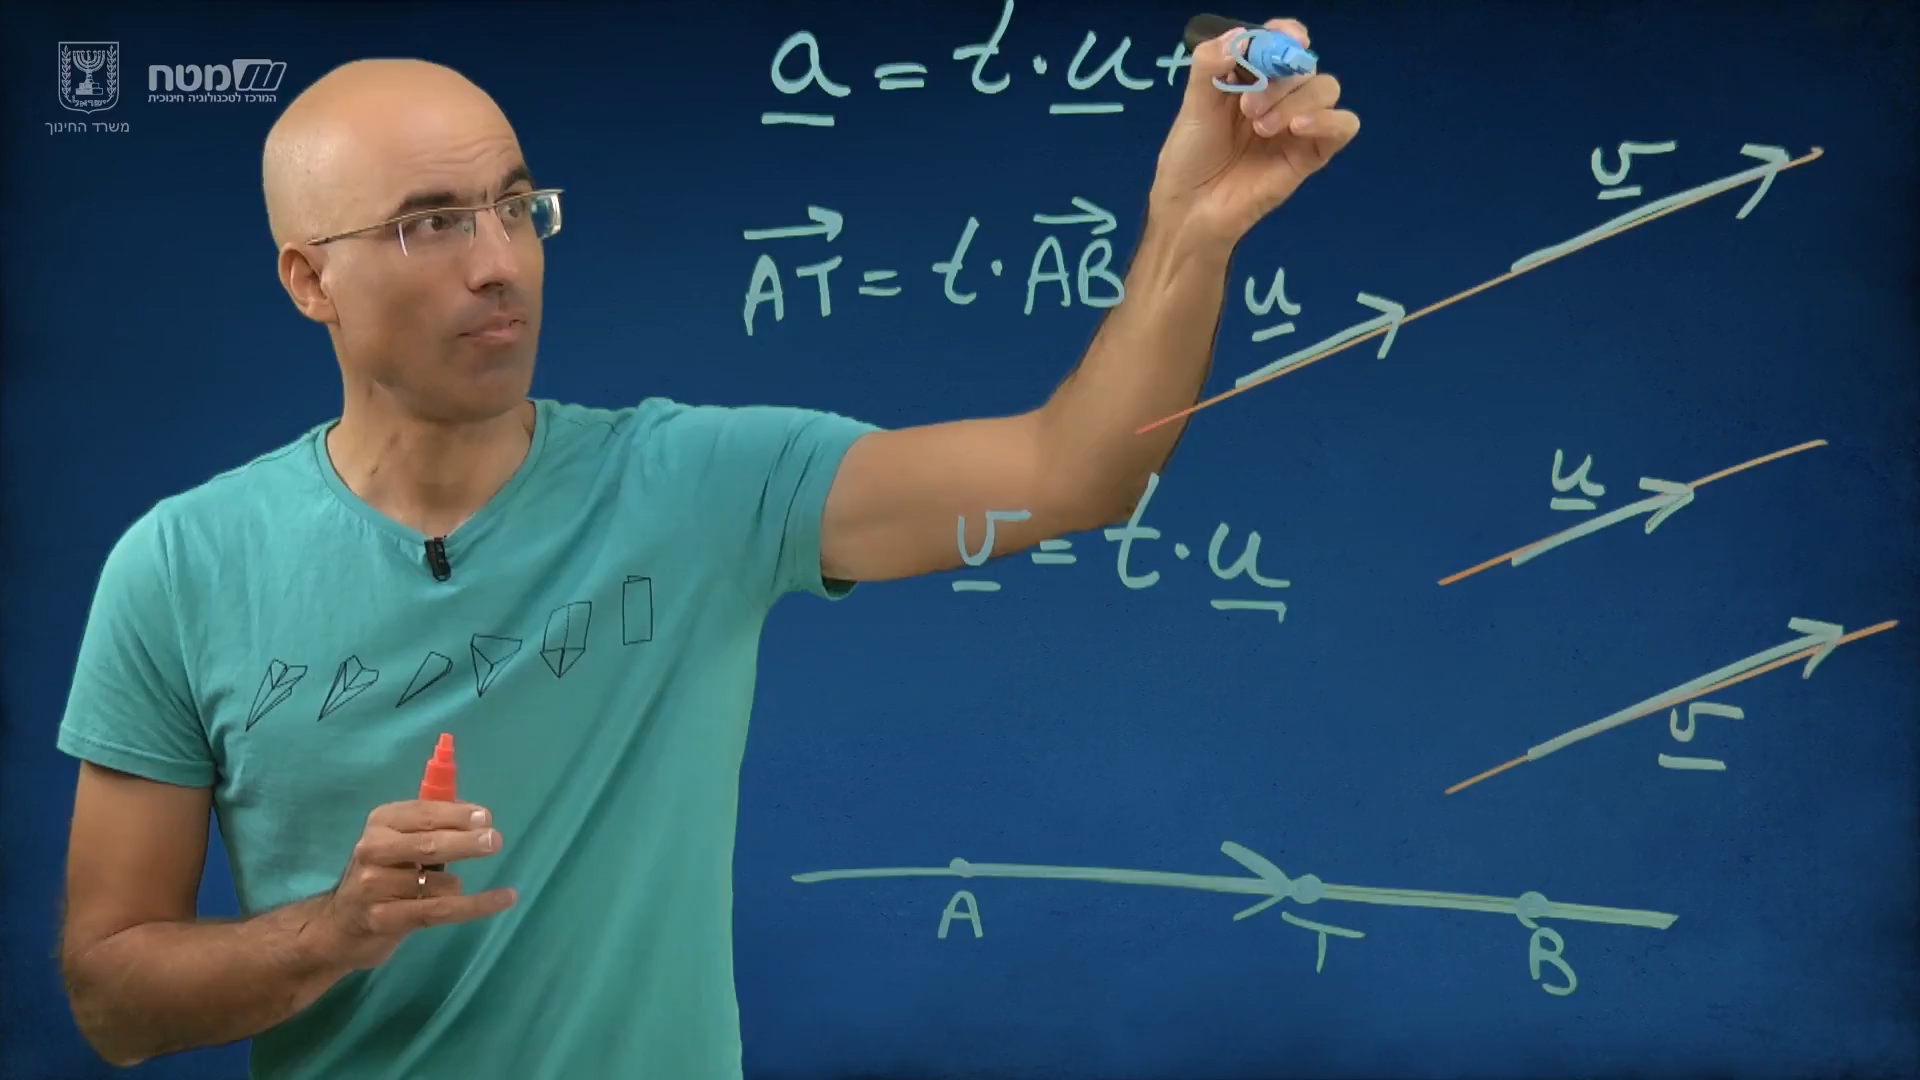 מטח
המרכז לטכנולוגיה חינוכית
משרד החינוך
a = t · u + S
AT = t · AB
v
u
v = t · u
u
v
A
T
B